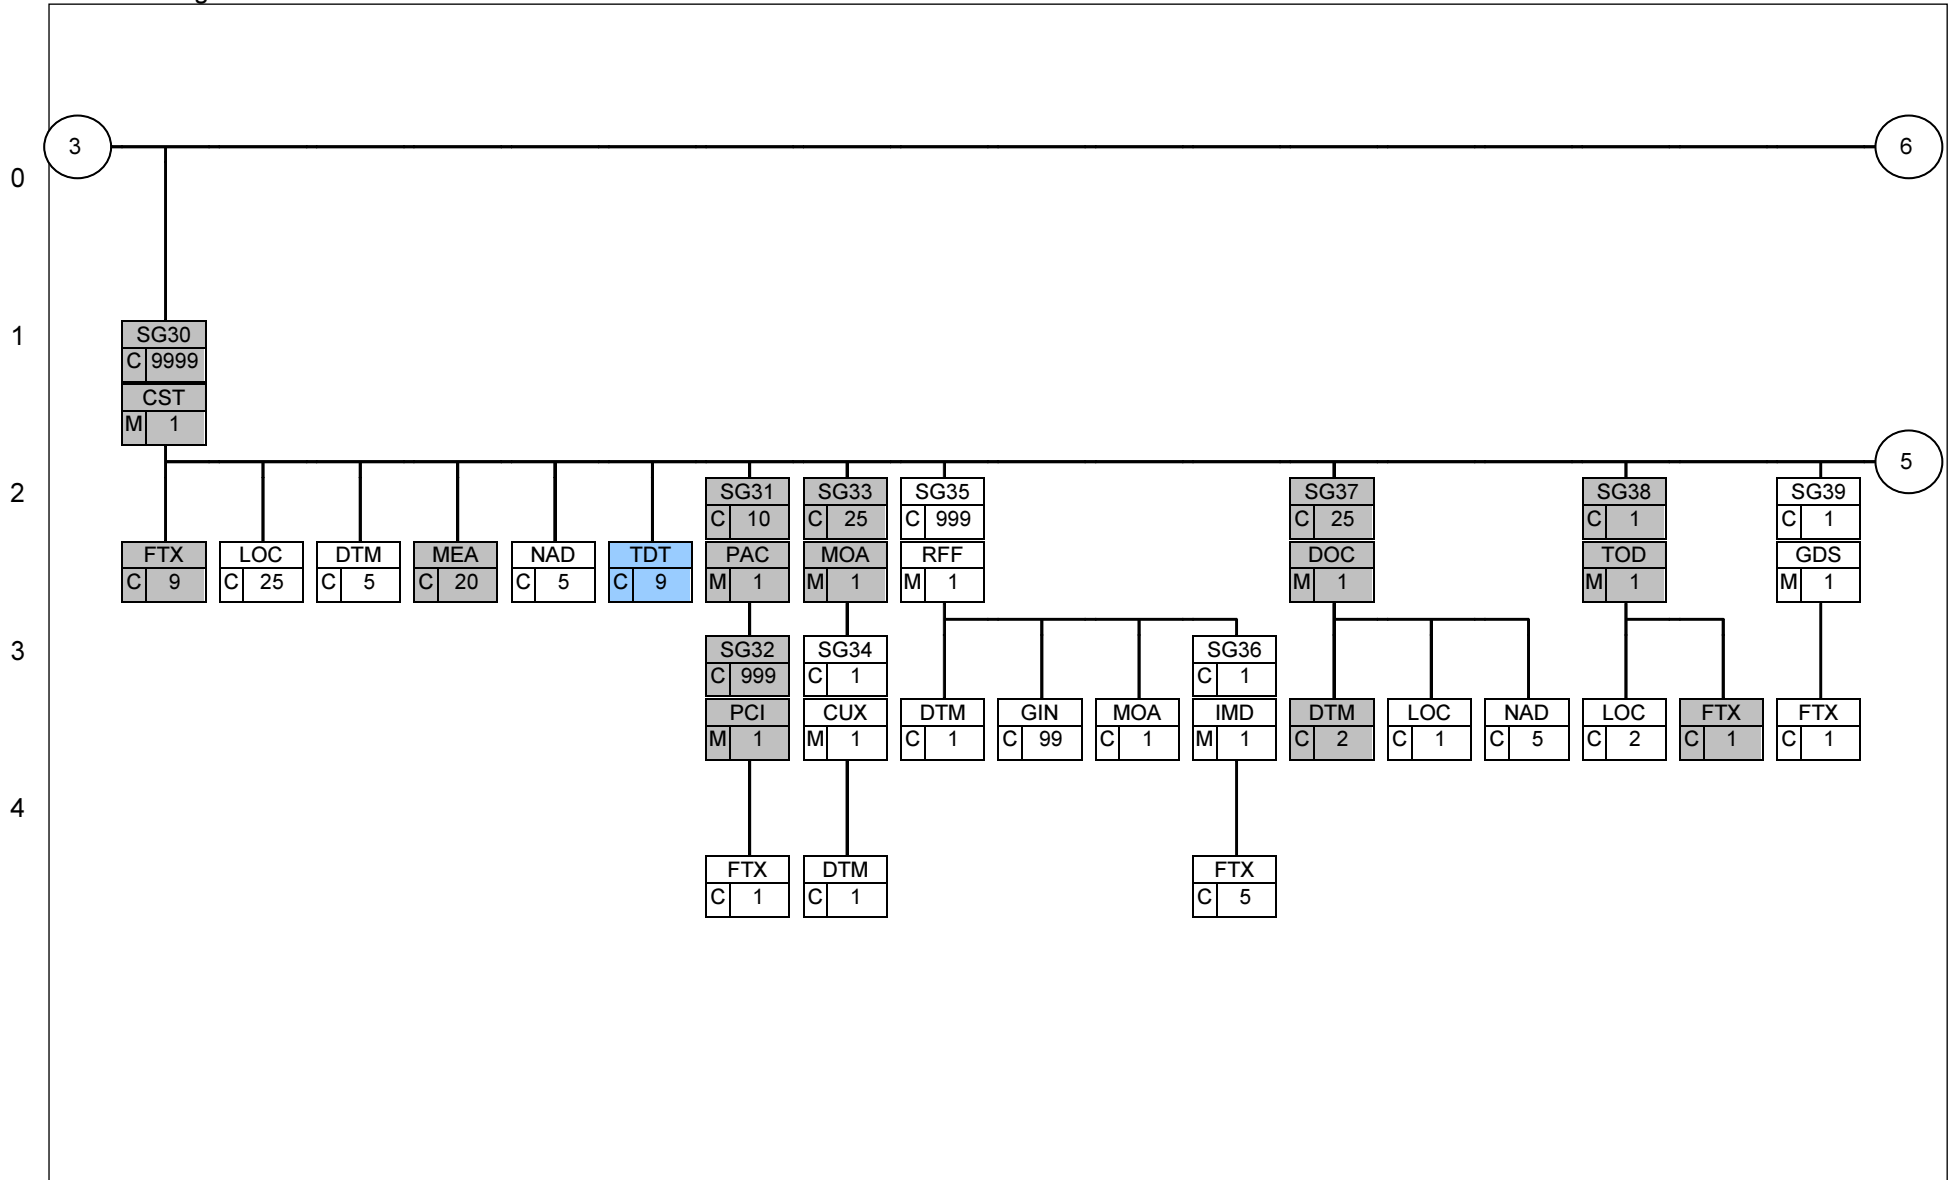 3
6
0
1
SG30
C 9999
CST
M 1
5
2
SG31 SG33 SG35 SG37 SG38 SG39
C 10 C 25 C 999 C 25 C 1 C 1
FTX LOC DTM MEA NAD TDT PAC MOA RFF DOC TOD GDS
C 9 C 25 C 5 C 20 C 5 C 9 M 1 M 1 M 1 M 1 M 1 M 1
3
SG32 SG34 SG36
C 999 C 1 C 1
PCI CUX DTM GIN MOA IMD DTM LOC NAD LOC FTX FTX
M 1 M 1 C 1 C 99 C 1 M 1 C 2 C 1 C 5 C 2 C 1 C 1
4
FTX DTM FTX
C 1 C 1 C 5